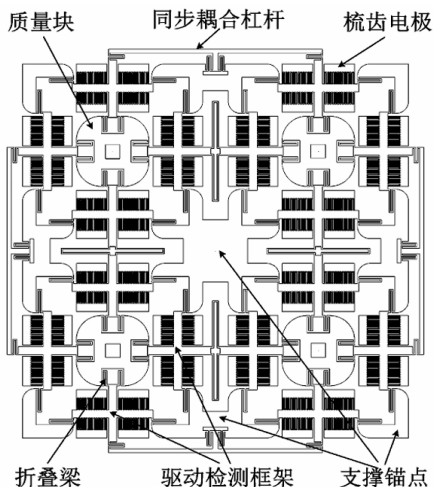 质量块
同步耦合杠杆
梳齿电极
折叠梁
驱动检测框架
支撑锚点